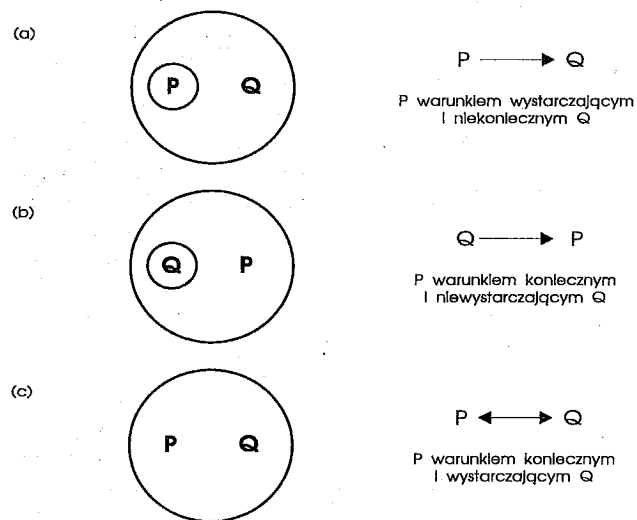 (a)
P Q
P → Q
P warunkiem wystarczającym
i niekoniecznym Q
(b)
Q P
Q → P
P warunkiem koniecznym
i niewystarczającym Q
(c)
P Q
P ↔ Q
P warunkiem koniecznym
i wystarczającym Q